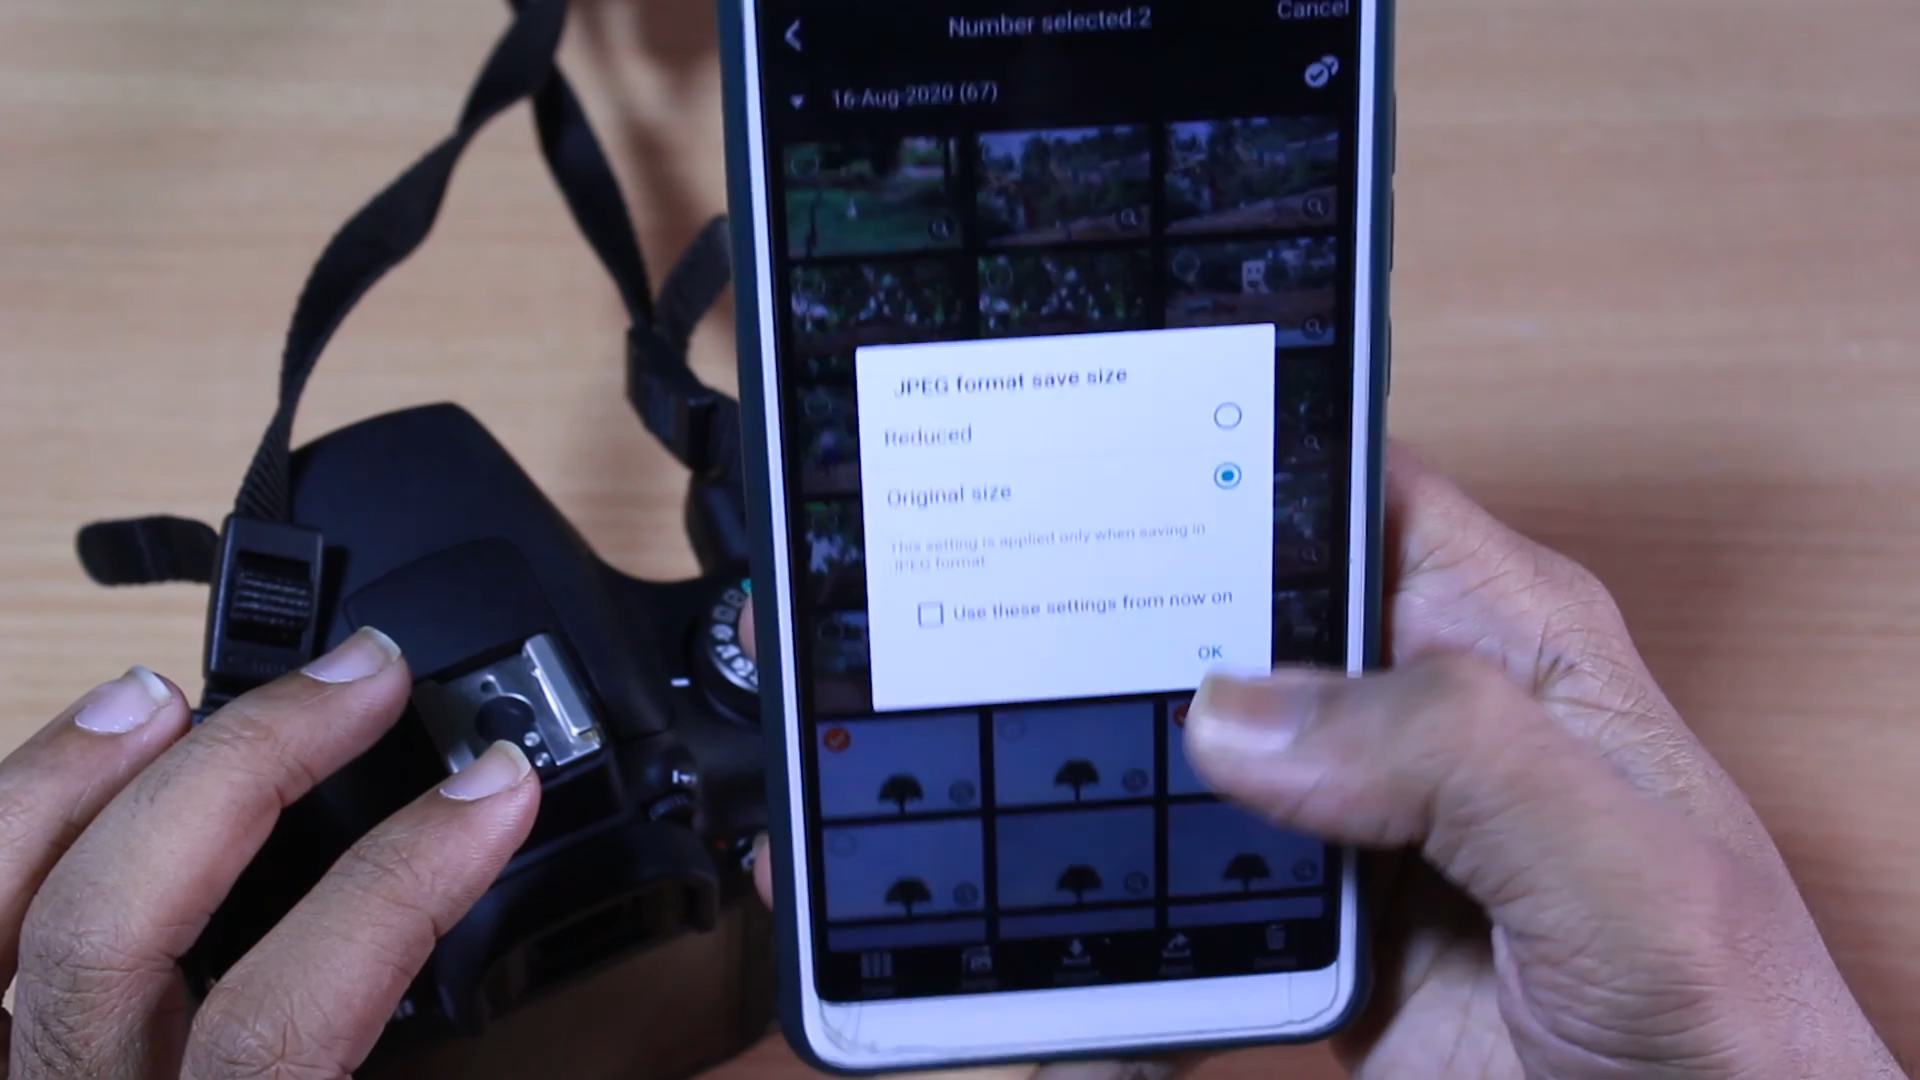 Number selected:2
Cancel
16-Aug-2020 (67)
JPEG format save size
Reduced
Original size
This setting is applied only when saving in
JPEG format.
Use these settings from now on
OK